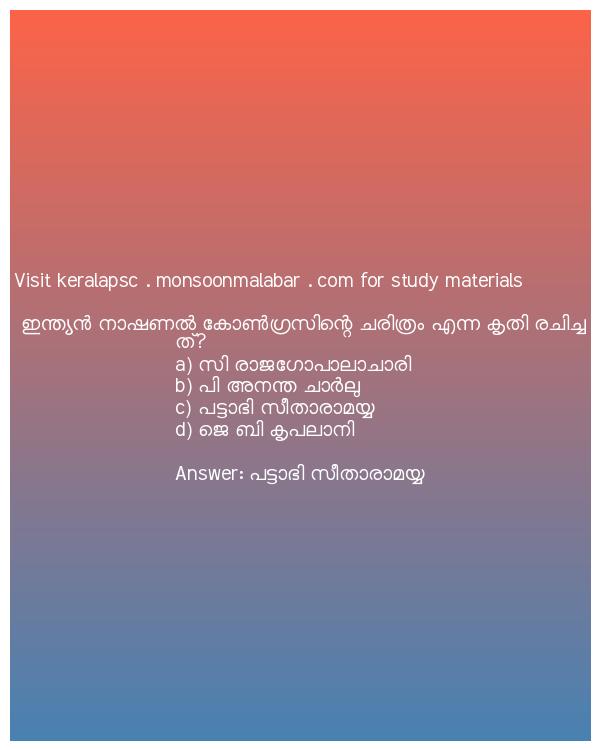 Visit keralapsc . monsoonmalabar . com for study materials
ഇന്ത്യൻ നാഷണൽ കോൺഗ്രസിന്റെ ചരിത്രം എന്ന കൃതി രചിച്ച
ത്?
a) സി രാജഗോപാലാചാരി
b) പി അനന്ത ചാർലു
c) പട്ടാഭി സീതാരാമയ്യ
d) ജെ ബി കൃപലാനി
Answer: പട്ടാഭി സീതാരാമയ്യ